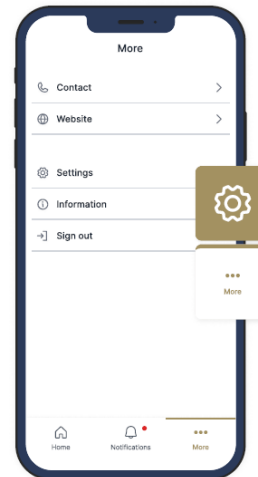 More
Contact
Website
Settings
Information
Sign out
More
Home
Notifications
More